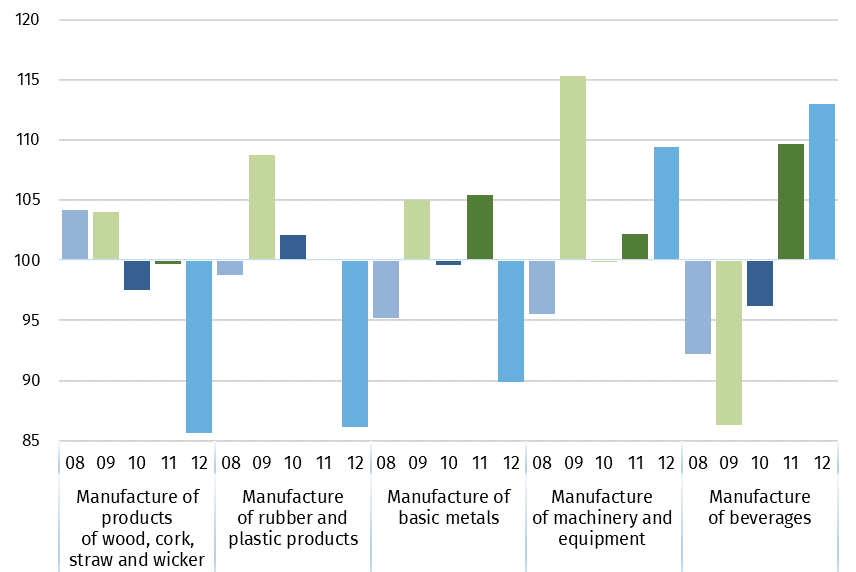 120
115
110
105
100
95
90
85
08 09 10 11 12 08 09 10 11 12 08 09 10 11 12 08 09 10 11 12 08 09 10 11 12
Manufacture of
products
of wood, cork,
straw and wicker
Manufacture
of rubber and
plastic products
Manufacture of
basic metals
Manufacture
of machinery and
equipment
Manufacture
of beverages